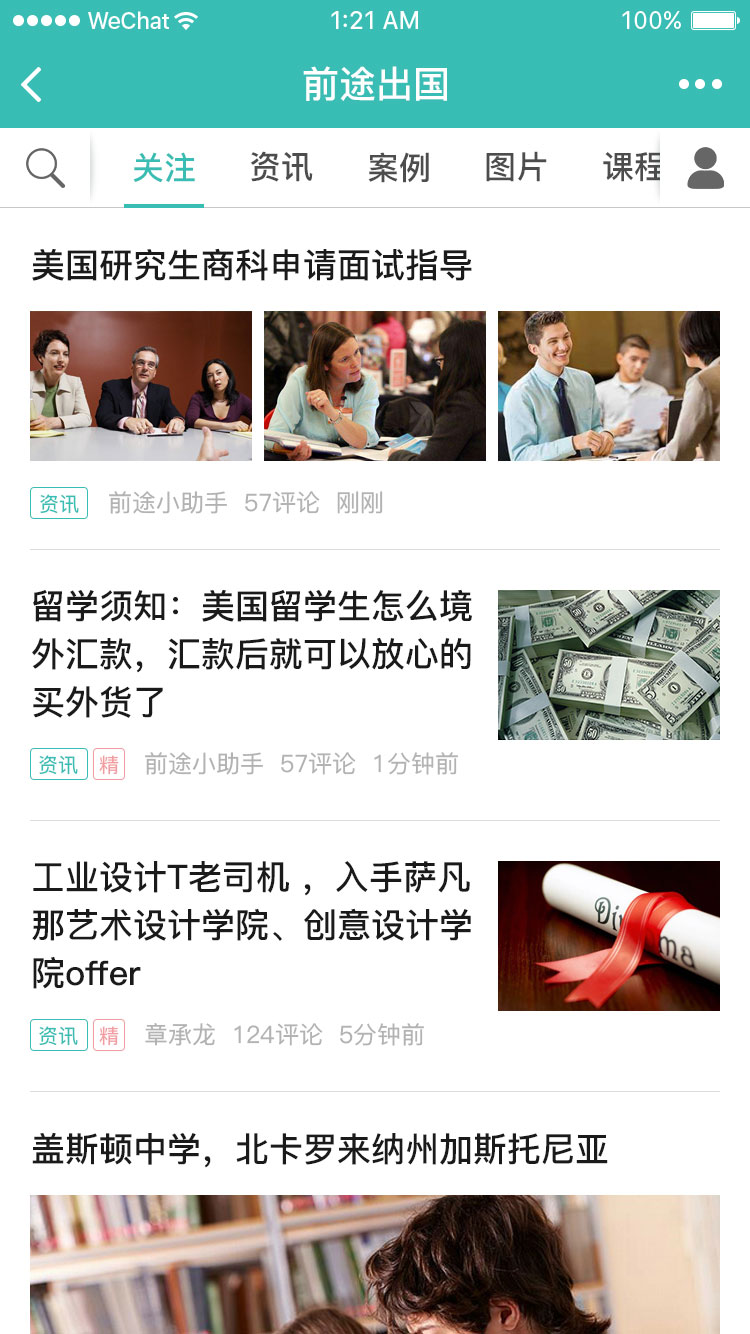 WeChat 1:21 AM 100%
前途出国
关注 资讯 案例 图片 课程
美国研究生商科申请面试指导
资讯 前途小助手 57评论 刚刚
留学须知：美国留学生怎么境
外汇款，汇款后就可以放心的
买外货了
资讯 精 前途小助手 57评论 1分钟前
工业设计T老司机 ，入手萨凡
那艺术设计学院、创意设计学
院offer
资讯 精 章承龙 124评论 5分钟前
盖斯顿中学，北卡罗来纳州加斯托尼亚